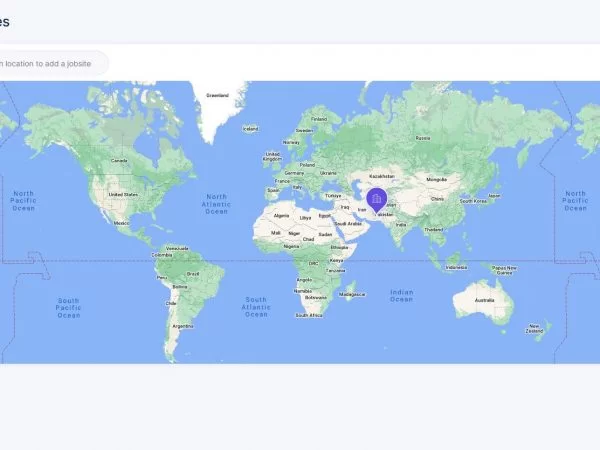 es
n location to add a jobsite
Greenland
Iceland
Finland
Sweden
Norway
Russia
Canada
United
Kingdom
Poland
Germany
Ukraine
France
Kazakhstan
Mongolia
Italy
Spain
Türkiye
North
Pacific
Ocean
United States
North
Atlantic
Ocean
China
South Korea
Japan
North
Pacific
Ocean
Iraq
Iran
Algeria
Libya
Egypt
Pakistan
Mexico
Saudi Arabia
India
Mali
Niger
Sudan
Chad
Thailand
Nigeria
Ethiopia
Venezuela
Colombia
Kenya
DRC
Indonesia
Papua New
Guinea
Tanzania
Peru
Brazil
Angola
Bolivia
Namibia
Botswana
Madagascar
South
Pacific
Ocean
South
Atlantic
Ocean
Indian
Ocean
Chile
Australia
South Africa
Argentina
New
Zealand